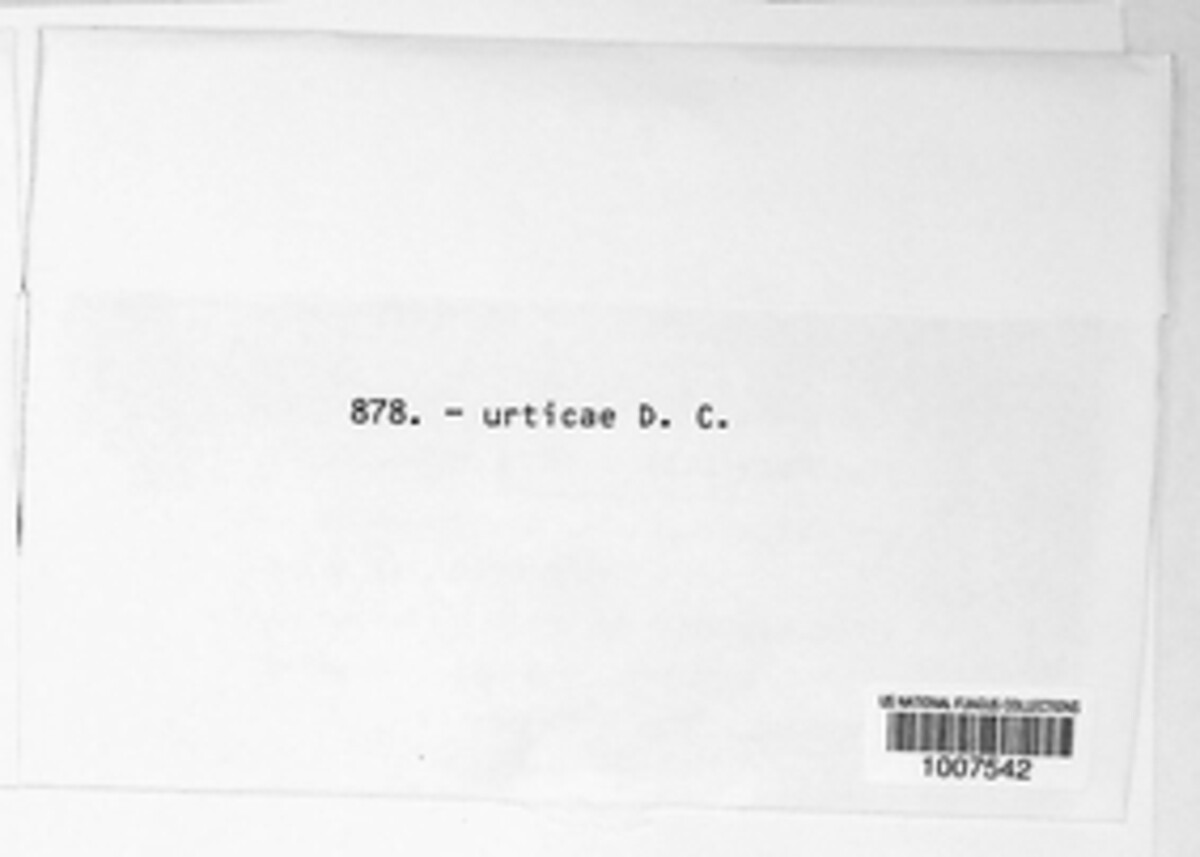 878. - urticae D. C.
US NATIONAL FUNGUS COLLECTIONS
1007542